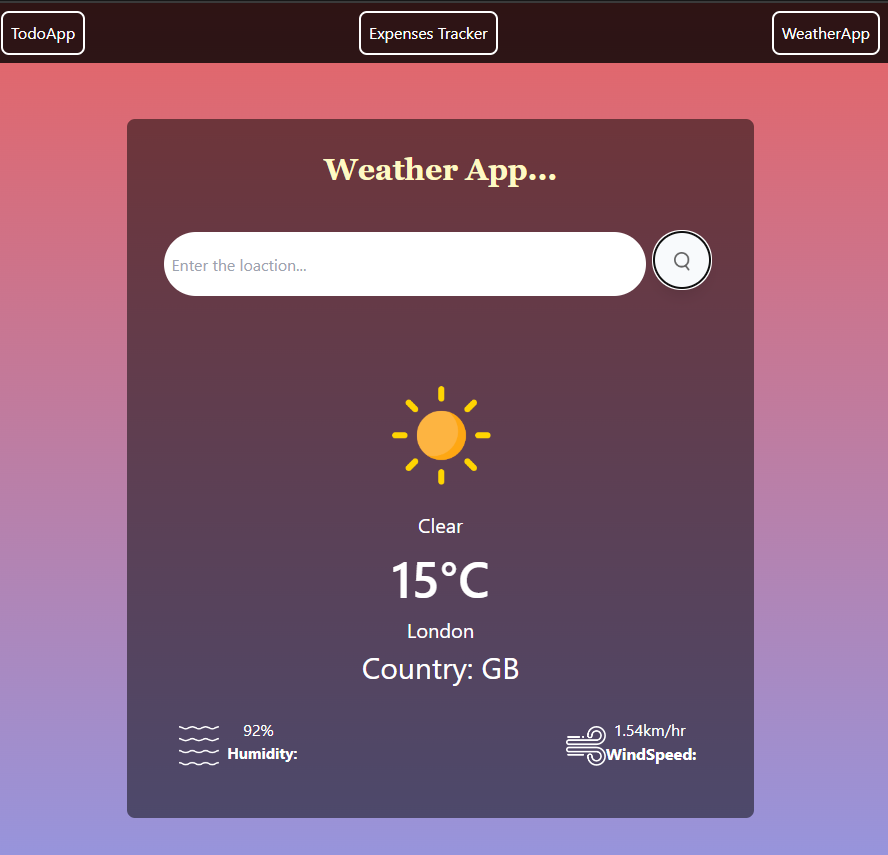 TodoApp
Expenses Tracker
WeatherApp
Weather App...
Enter the loaction...
Clear
15°C
London
Country: GB
92%
Humidity:
1.54km/hr
WindSpeed: